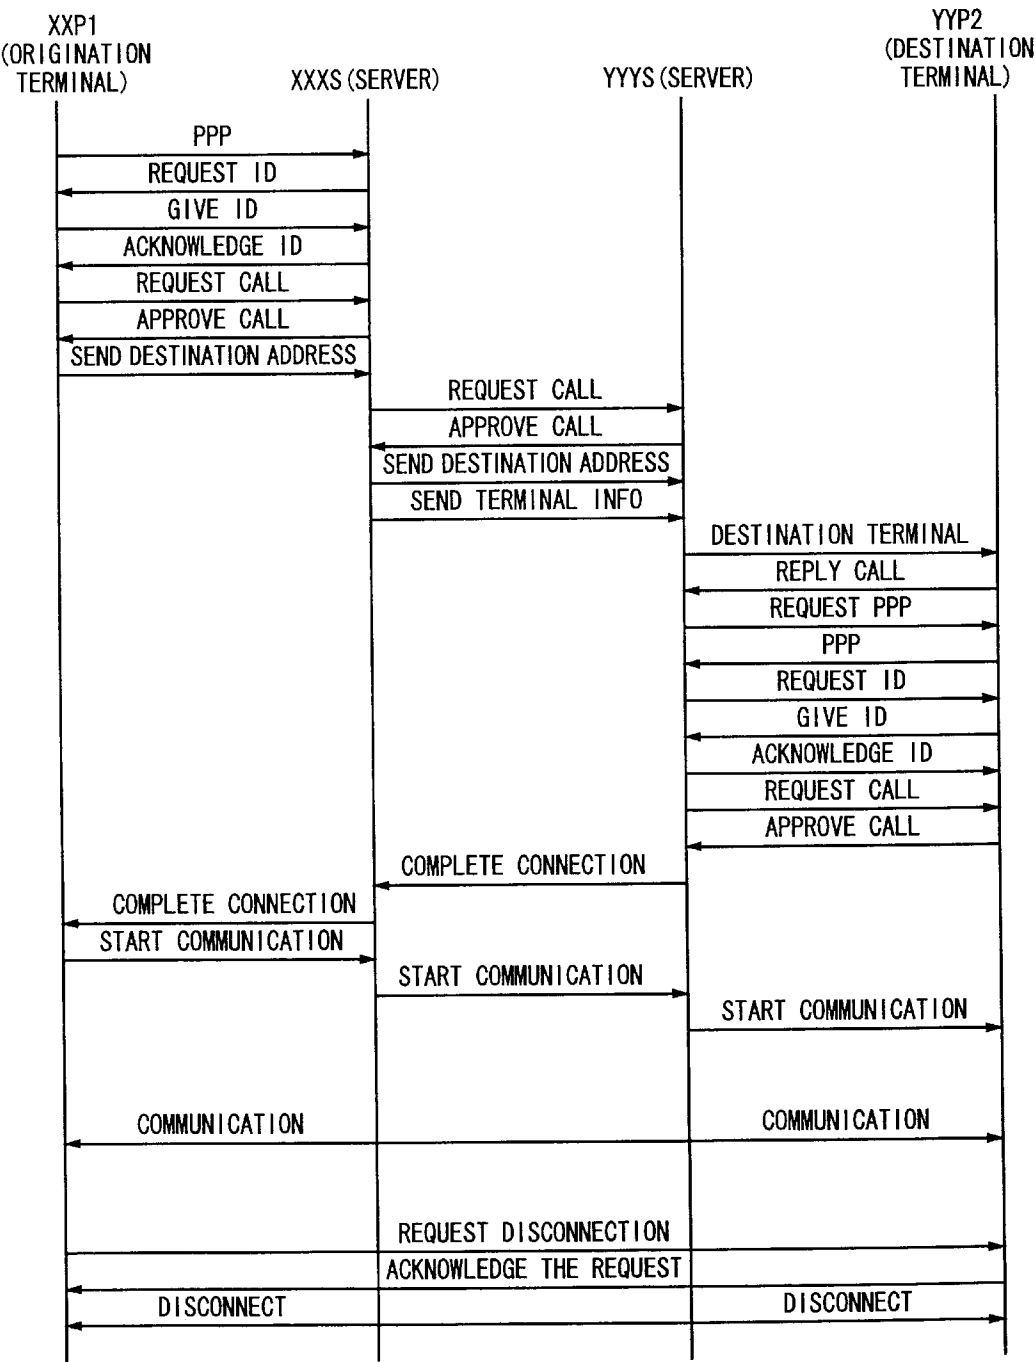 XXP1
(ORIGINATION
TERMINAL)
XXXS(SERVER)
YYYS(SERVER)
YYP2
(DESTINATION
TERMINAL)
PPP
REQUEST ID
GIVE ID
ACKNOWLEDGE ID
REQUEST CALL
APPROVE CALL
SEND DESTINATION ADDRESS
REQUEST CALL
APPROVE CALL
SEND DESTINATION ADDRESS
SEND TERMINAL INFO
DESTINATION TERMINAL
REPLY CALL
REQUEST PPP
PPP
REQUEST ID
GIVE ID
ACKNOWLEDGE ID
REQUEST CALL
APPROVE CALL
COMPLETE CONNECTION
COMPLETE CONNECTION
START COMMUNICATION
START COMMUNICATION
START COMMUNICATION
COMMUNICATION
COMMUNICATION
REQUEST DISCONNECTION
ACKNOWLEDGE THE REQUEST
DISCONNECT
DISCONNECT